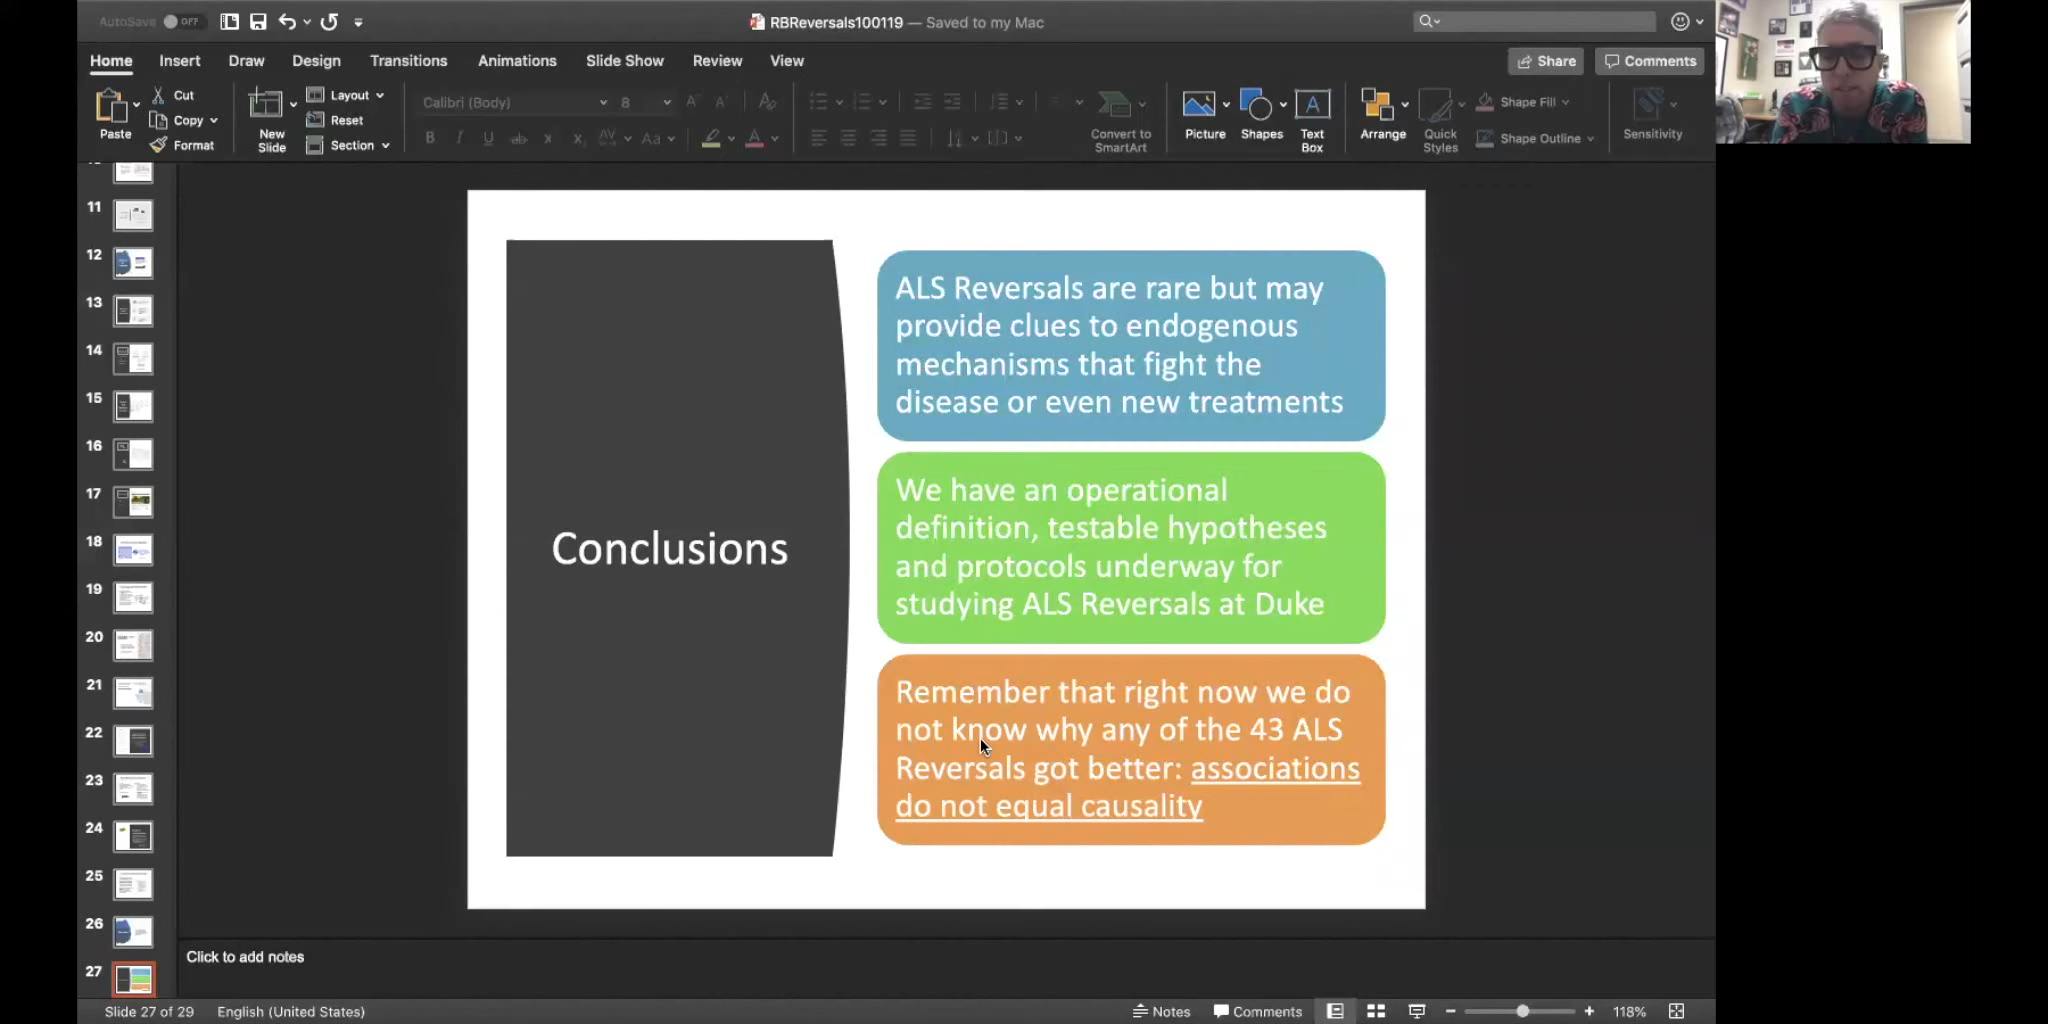 AutoSave OFF
RBReversals100119 — Saved to my Mac
Home Insert Draw Design Transitions Animations Slide Show Review View Share Comments
Paste Cut Copy Format
New Slide Layout Reset Section
Calibri (Body) 8
Convert to SmartArt
Picture Shapes Text Box
Arrange Quick Styles Shape Fill Shape Outline
Sensitivity
11
12
13
14
15
16
17
18
19
20
21
22
23
24
25
26
27
Conclusions
ALS Reversals are rare but may
provide clues to endogenous
mechanisms that fight the
disease or even new treatments
We have an operational
definition, testable hypotheses
and protocols underway for
studying ALS Reversals at Duke
Remember that right now we do
not know why any of the 43 ALS
Reversals got better: associations
do not equal causality
Click to add notes
Slide 27 of 29 English (United States) Notes Comments 118%